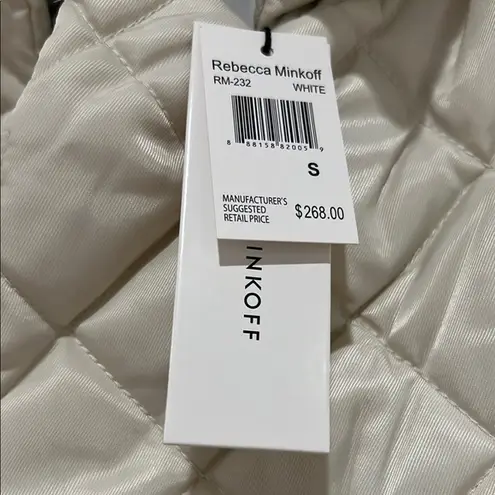 Rebecca Minkoff
RM-232 WHITE
8 88158 82005 9
S
MANUFACTURER'S
SUGGESTED
RETAIL PRICE $268.00
INKOFF